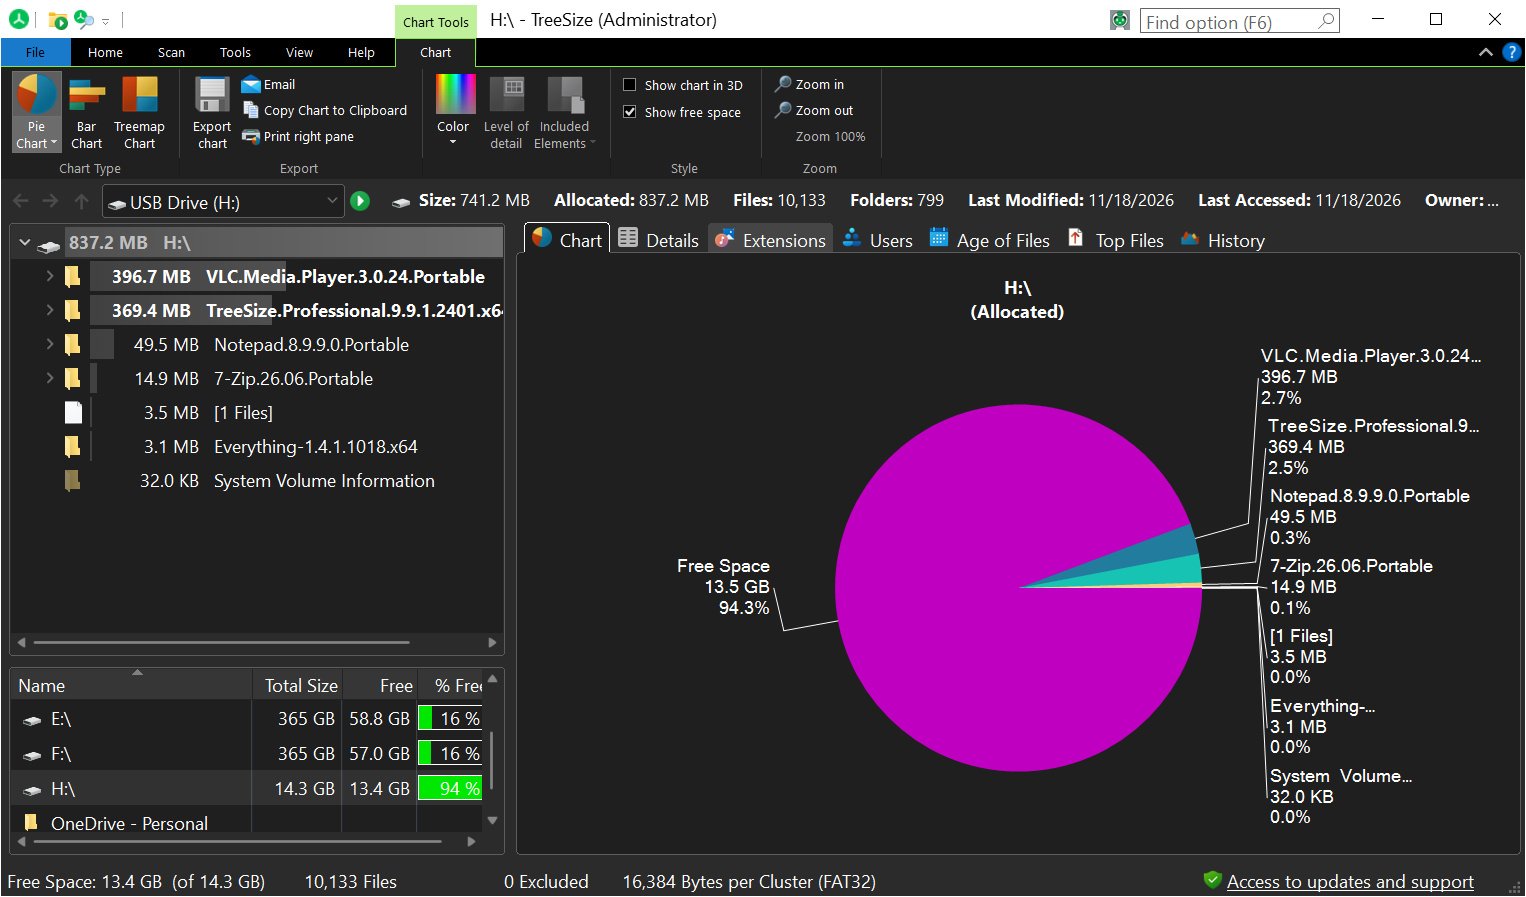 Chart Tools
H:\ - TreeSize (Administrator)
Find option (F6)
File
Home
Scan
Tools
View
Help
Chart
?
Pie Chart
Bar Chart
Treemap Chart
Chart Type
Export chart
Email
Copy Chart to Clipboard
Print right pane
Export
Color
Level of detail
Included Elements
Show chart in 3D
Show free space
Style
Zoom in
Zoom out
Zoom 100%
Zoom
USB Drive (H:)
Size: 741.2 MB
Allocated: 837.2 MB
Files: 10,133
Folders: 799
Last Modified: 11/18/2026
Last Accessed: 11/18/2026
Owner: ...
837.2 MB H:\
396.7 MB VLC.Media.Player.3.0.24.Portable
369.4 MB TreeSize.Professional.9.9.1.2401.x64
49.5 MB Notepad.8.9.9.0.Portable
14.9 MB 7-Zip.26.06.Portable
3.5 MB [1 Files]
3.1 MB Everything-1.4.1.1018.x64
32.0 KB System Volume Information
Name Total Size Free % Free
E:\ 365 GB 58.8 GB 16 %
F:\ 365 GB 57.0 GB 16 %
H:\ 14.3 GB 13.4 GB 94 %
OneDrive - Personal
Chart
Details
Extensions
Users
Age of Files
Top Files
History
H:\
(Allocated)
Free Space
13.5 GB
94.3%
VLC.Media.Player.3.0.24...
396.7 MB
2.7%
TreeSize.Professional.9...
369.4 MB
2.5%
Notepad.8.9.9.0.Portable
49.5 MB
0.3%
7-Zip.26.06.Portable
14.9 MB
0.1%
[1 Files]
3.5 MB
0.0%
Everything-...
3.1 MB
0.0%
System Volume...
32.0 KB
0.0%
Free Space: 13.4 GB (of 14.3 GB)
10,133 Files
0 Excluded
16,384 Bytes per Cluster (FAT32)
Access to updates and support